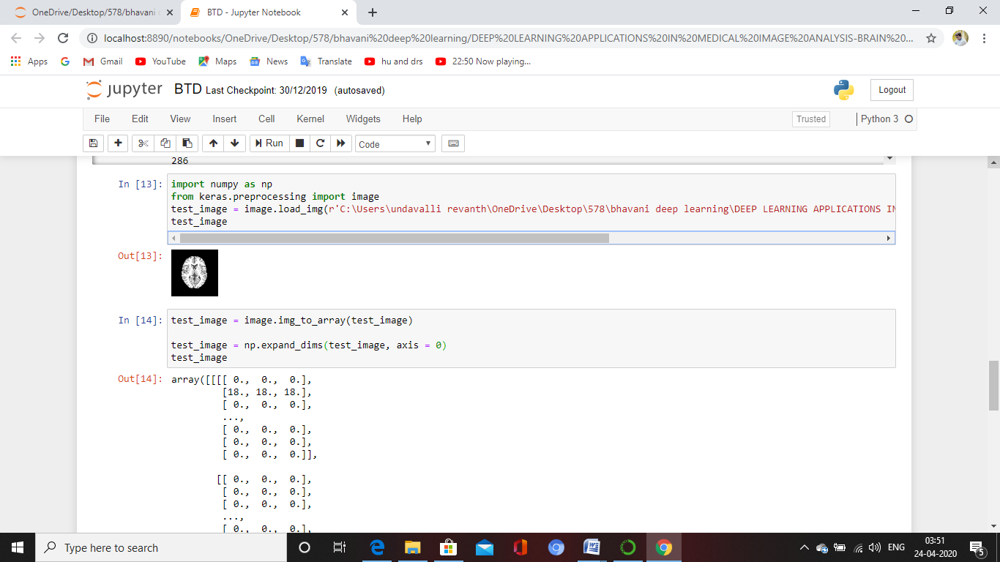 OneDrive/Desktop/578/bhavani
BTD - Jupyter Notebook
localhost:8890/notebooks/OneDrive/Desktop/578/bhavani%20deep%20learning/DEEP%20LEARNING%20APPLICATIONS%20IN%20MEDICAL%20IMAGE%20ANALYSIS-BRAIN%20...
Apps Gmail YouTube Maps News Translate hu and drs 22:50 Now playing...
jupyter BTD Last Checkpoint: 30/12/2019 (autosaved) Logout
File Edit View Insert Cell Kernel Widgets Help Trusted Python 3
Run Code
286
In [13]: import numpy as np
from keras.preprocessing import image
test_image = image.load_img(r'C:\Users\undavalli revanth\OneDrive\Desktop\578\bhavani deep learning\DEEP LEARNING APPLICATIONS IN
test_image
Out[13]:
In [14]: test_image = image.img_to_array(test_image)
test_image = np.expand_dims(test_image, axis = 0)
test_image
Out[14]: array([[[[ 0., 0., 0.],
[18., 18., 18.],
[ 0., 0., 0.],
...,
[ 0., 0., 0.],
[ 0., 0., 0.],
[ 0., 0., 0.]],
[[ 0., 0., 0.],
[ 0., 0., 0.],
[ 0., 0., 0.],
...,
[ 0., 0., 0.],
Type here to search
ENG
03:51
24-04-2020
5